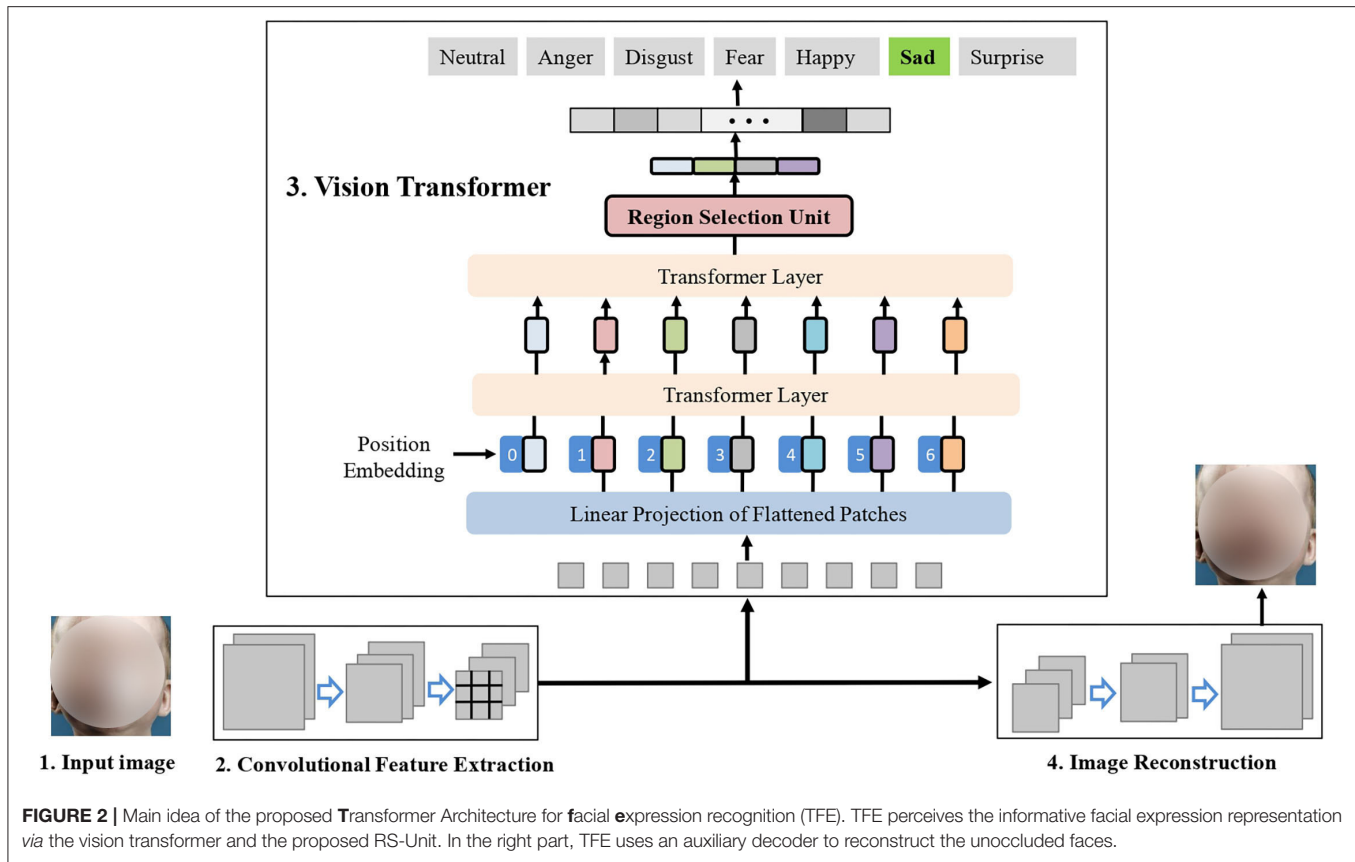 Neutral Anger Disgust Fear Happy Sad Surprise
3. Vision Transformer
Region Selection Unit
Transformer Layer
Transformer Layer
Position
Embedding
0 1 2 3 4 5 6
Linear Projection of Flattened Patches
1. Input image
2. Convolutional Feature Extraction
4. Image Reconstruction
FIGURE 2 | Main idea of the proposed Transformer Architecture for facial expression recognition (TFE). TFE perceives the informative facial expression representation
via the vision transformer and the proposed RS-Unit. In the right part, TFE uses an auxiliary decoder to reconstruct the unoccluded faces.